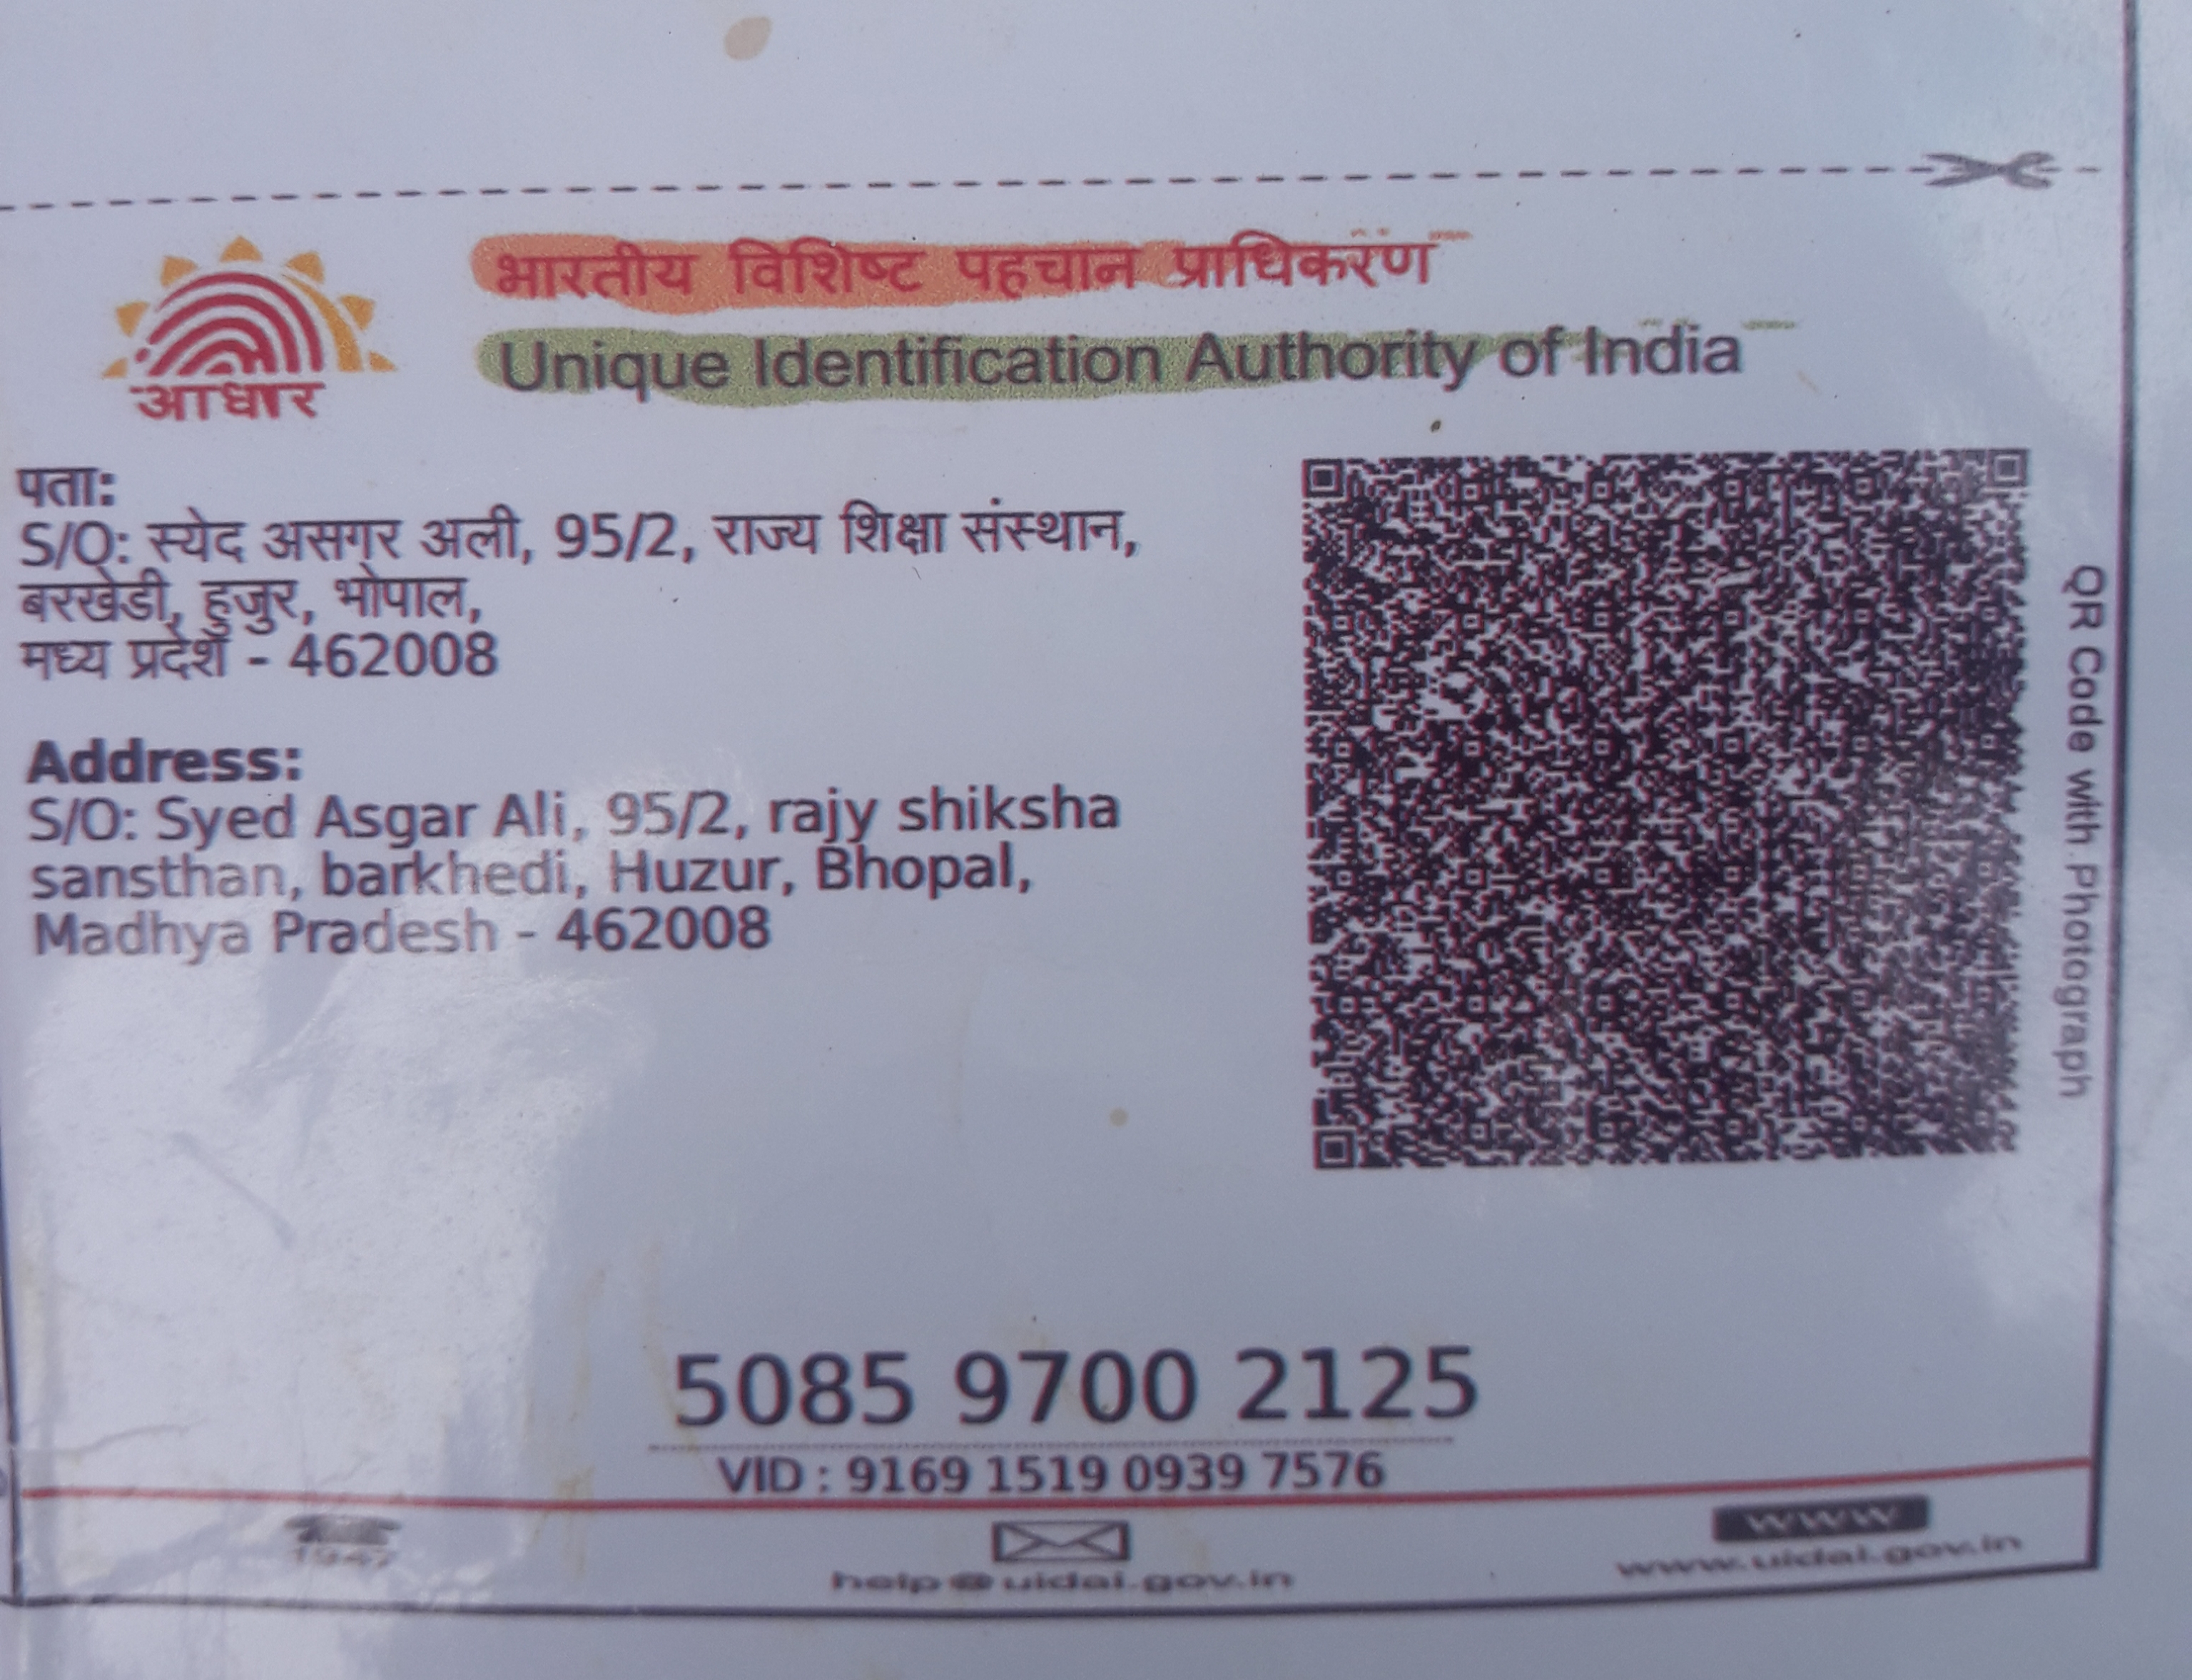 भारतीय विशिष्ट पहचान प्राधिकरण
Unique Identification Authority of India
आधार
पता:
S/O: स्येद असगर अली, 95/2, राज्य शिक्षा संस्थान,
बरखेडी, हुजुर, भोपाल,
मध्य प्रदेश - 462008
Address:
S/O: Syed Asgar Ali, 95/2, rajy shiksha
sansthan, barkhedi, Huzur, Bhopal,
Madhya Pradesh - 462008
QR Code with Photograph
5085 9700 2125
VID : 9169 1519 0939 7576
1947
help@uidai.gov.in
www
www.uidai.gov.in